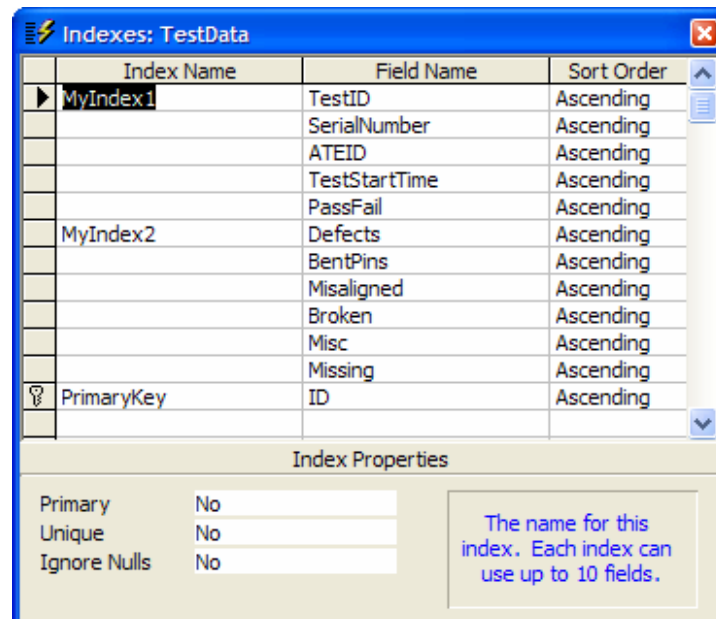 Indexes: TestData
Index Name Field Name Sort Order
MyIndex1 TestID Ascending
SerialNumber Ascending
ATEID Ascending
TestStartTime Ascending
PassFail Ascending
MyIndex2 Defects Ascending
BentPins Ascending
Misaligned Ascending
Broken Ascending
Misc Ascending
Missing Ascending
PrimaryKey ID Ascending
Index Properties
Primary No
Unique No
Ignore Nulls No
The name for this
index. Each index can
use up to 10 fields.